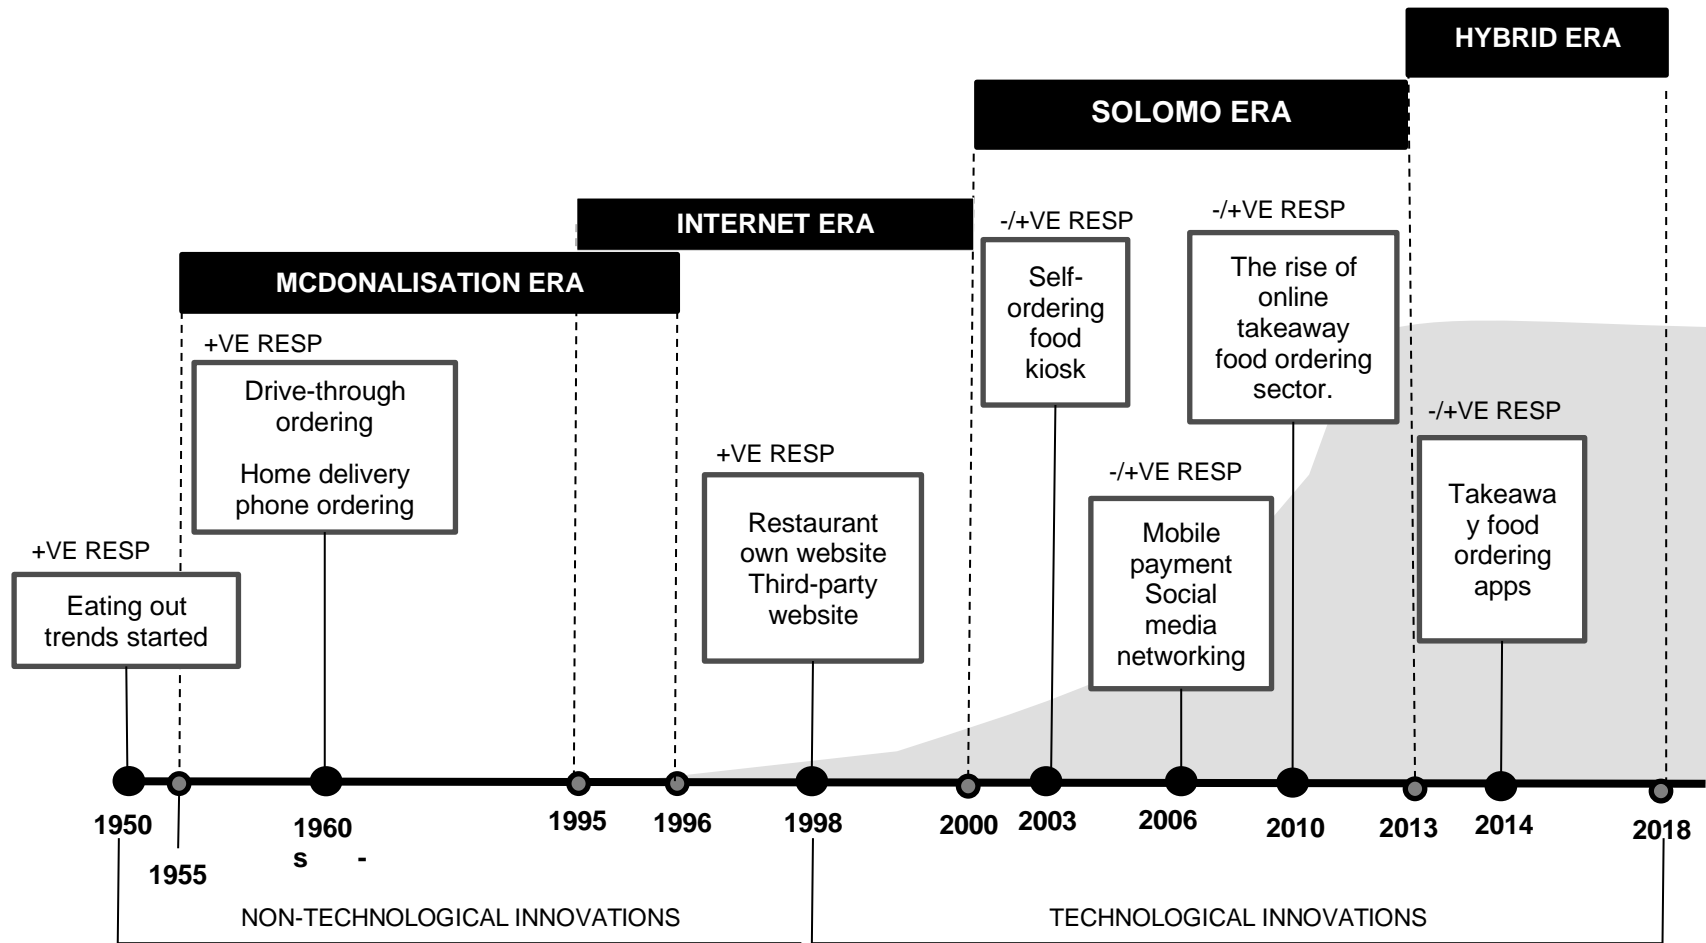 HYBRID ERA
SOLOMO ERA
INTERNET ERA
MCDONALISATION ERA
+VE RESP
Eating out
trends started
+VE RESP
Drive-through
ordering
Home delivery
phone ordering
+VE RESP
Restaurant
own website
Third-party
website
-/+VE RESP
Self-
ordering
food
kiosk
-/+VE RESP
Mobile
payment
Social
media
networking
-/+VE RESP
The rise of
online
takeaway
food ordering
sector.
-/+VE RESP
Takeawa
y food
ordering
apps
1950
1955
1960
s -
1995
1996
1998
2000
2003
2006
2010
2013
2014
2018
NON-TECHNOLOGICAL INNOVATIONS
TECHNOLOGICAL INNOVATIONS